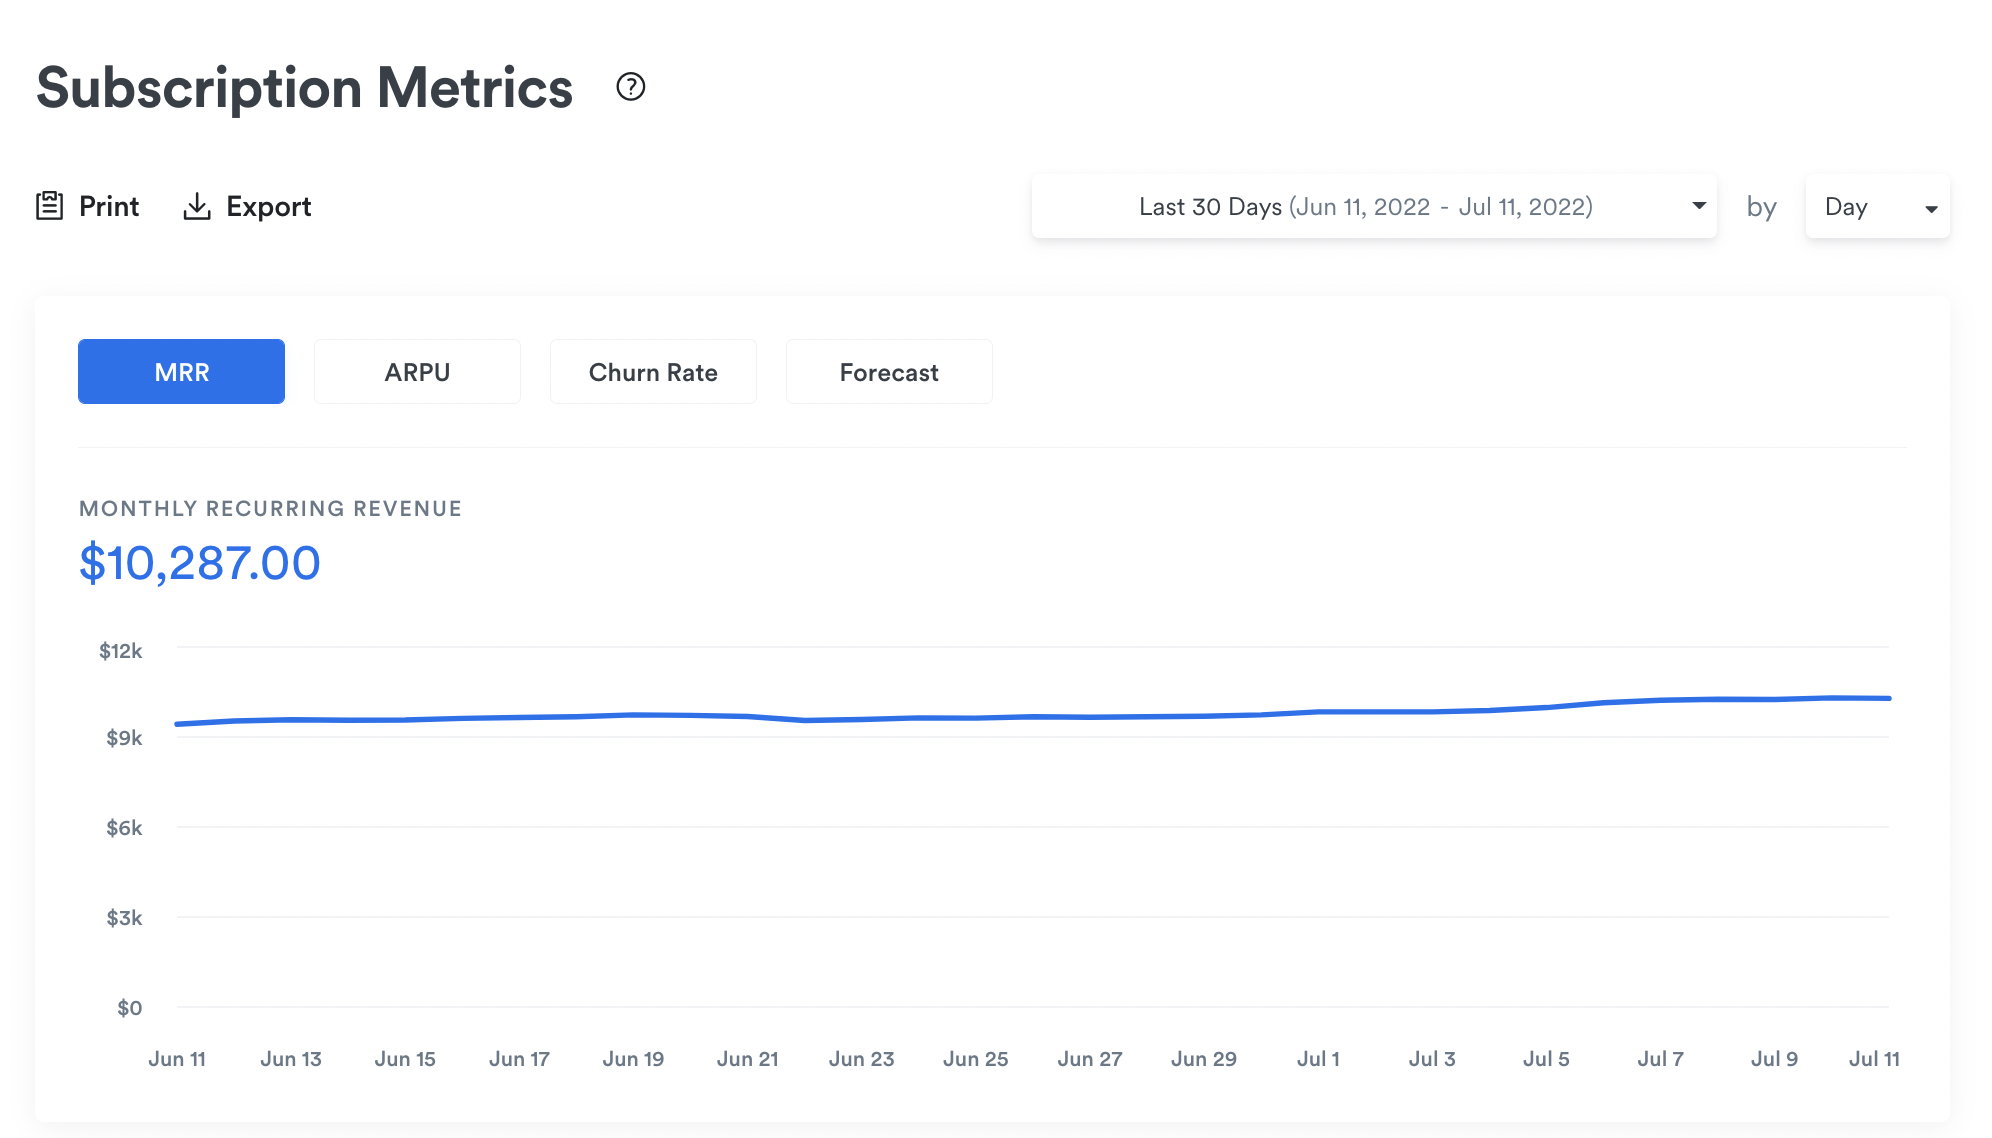 Subscription Metrics ?
Print Export Last 30 Days (Jun 11, 2022 - Jul 11, 2022) by Day
MRR ARPU Churn Rate Forecast
MONTHLY RECURRING REVENUE
$10,287.00
$12k
$9k
$6k
$3k
$0
Jun 11 Jun 13 Jun 15 Jun 17 Jun 19 Jun 21 Jun 23 Jun 25 Jun 27 Jun 29 Jul 1 Jul 3 Jul 5 Jul 7 Jul 9 Jul 11